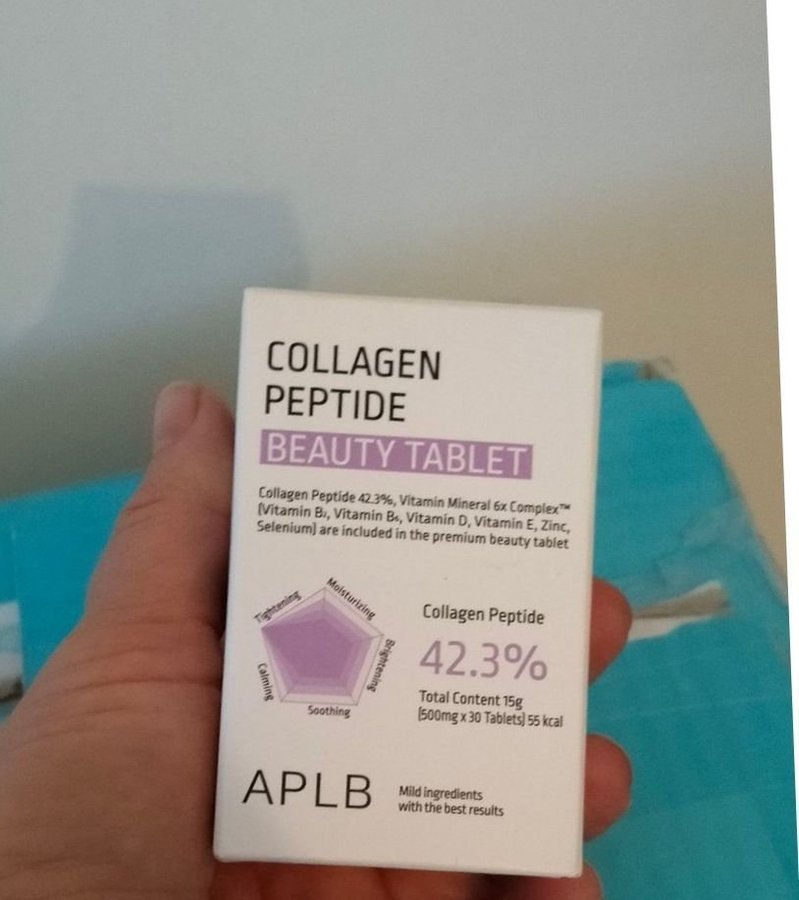 COLLAGEN
PEPTIDE
BEAUTY TABLET
Collagen Peptide 42.3%, Vitamin Mineral 6x Complex™
(Vitamin B₂, Vitamin B₆, Vitamin D, Vitamin E, Zinc,
Selenium) are included in the premium beauty tablet
Tightening
Moisturizing
Brightening
Calming
Soothing
Collagen Peptide
42.3%
Total Content 15g
(500mg x 30 Tablets) 55 kcal
APLB
Mild ingredients
with the best results